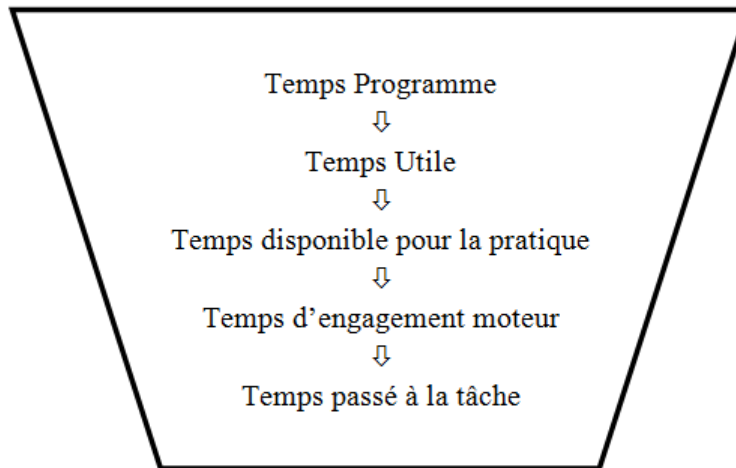 Temps Programme
⇩
Temps Utile
⇩
Temps disponible pour la pratique
⇩
Temps d’engagement moteur
⇩
Temps passé à la tâche